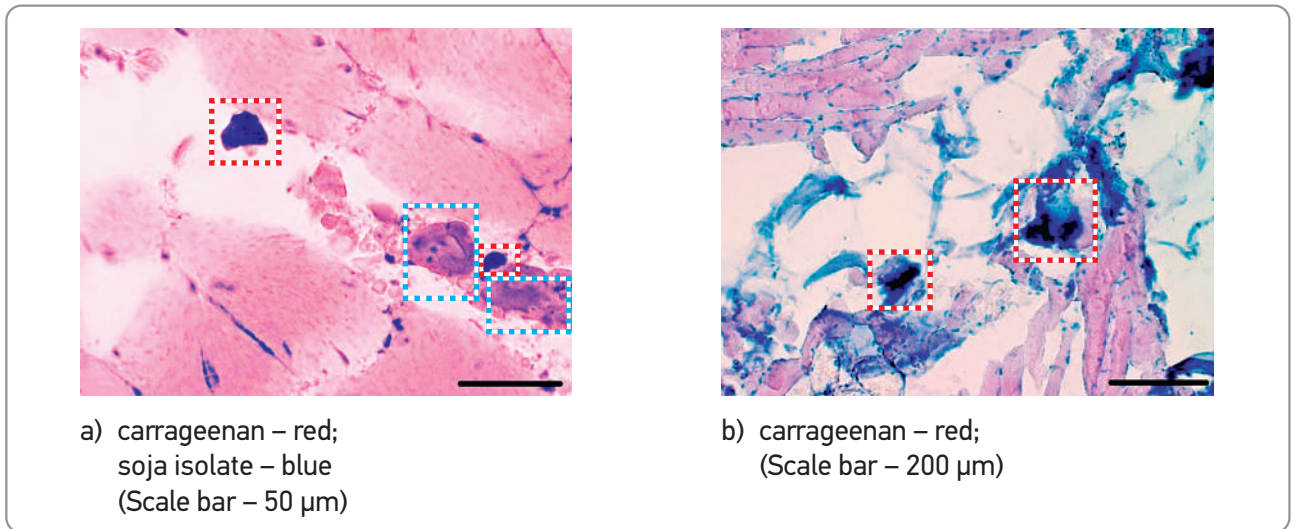 a) carrageenan – red;
soja isolate – blue
(Scale bar – 50 µm)
b) carrageenan – red;
(Scale bar – 200 µm)